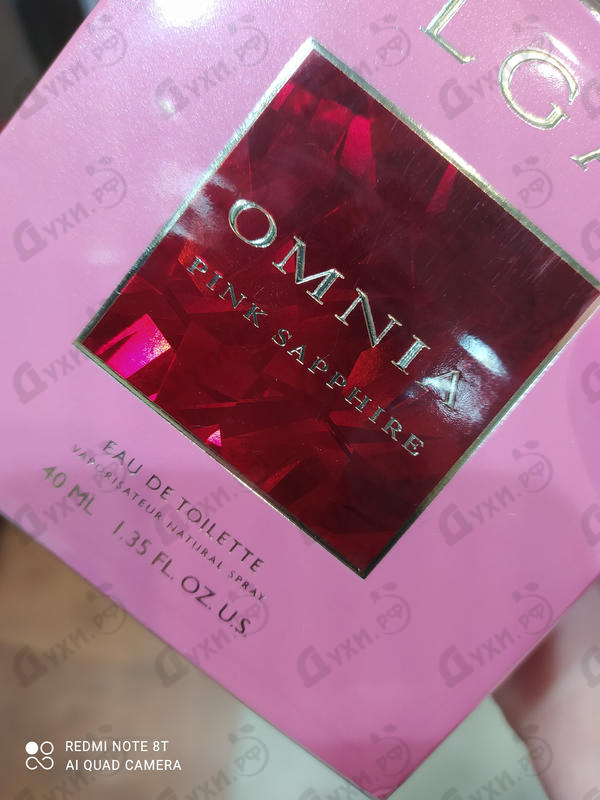 LGA
OMNIA
PINK SAPPHIRE
EAU DE TOILETTE
VAPORISATEUR NATURAL SPRAY
40 ML 1.35 FL. OZ. U.S.
REDMI NOTE 8T
AI QUAD CAMERA
Духи.РФ